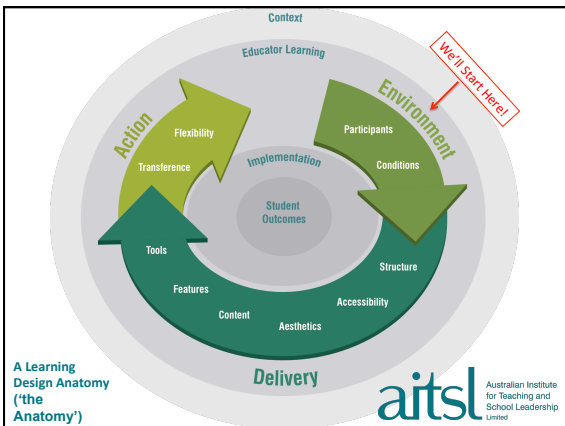 Context
Educator Learning
We'll Start Here!
Environment
Action
Participants
Flexibility
Conditions
Transference
Implementation
Student
Outcomes
Tools
Structure
Features
Accessibility
Content
Aesthetics
Delivery
A Learning
Design Anatomy
(‘the
Anatomy’)
aitsl
Australian Institute
for Teaching and
School Leadership
Limited